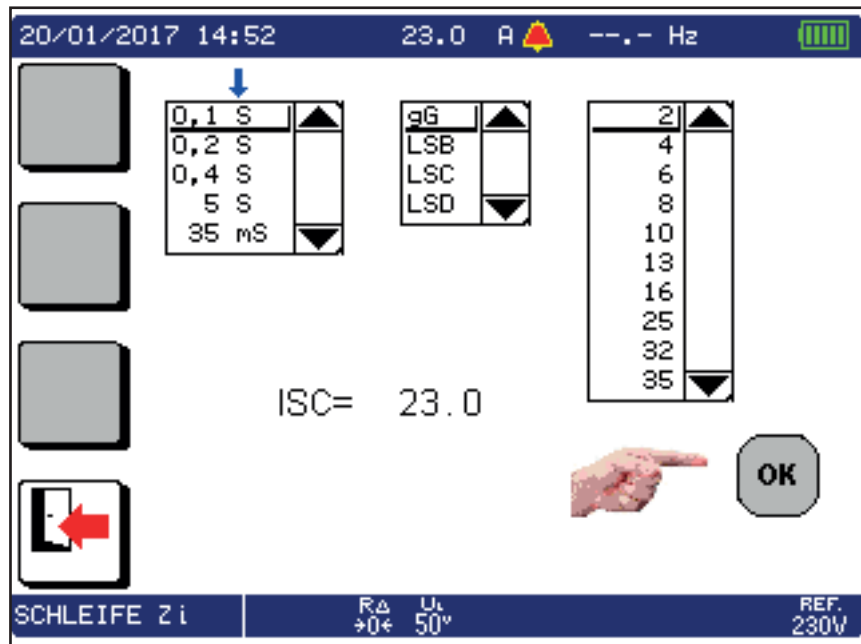 20/01/2017 14:52 23.0 A --.- Hz
0,1 S
0,2 S
0,4 S
5 S
35 mS
gG
LSB
LSC
LSD
2
4
6
8
10
13
16
25
32
35
ISC= 23.0
OK
SCHLEIFE Zi
RΔ
→0←
UL
50v
REF.
230V